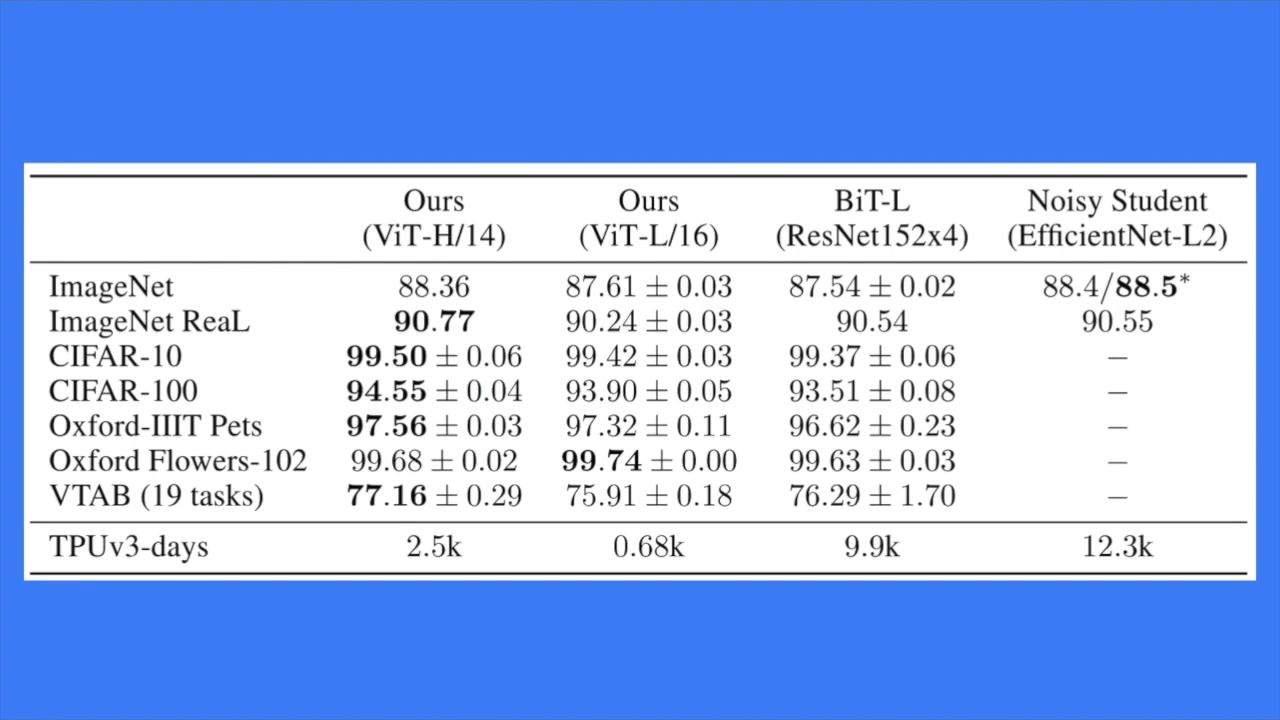 Ours Ours BiT-L Noisy Student
(ViT-H/14) (ViT-L/16) (ResNet152x4) (EfficientNet-L2)
ImageNet 88.36 87.61 ± 0.03 87.54 ± 0.02 88.4/88.5*
ImageNet ReaL 90.77 90.24 ± 0.03 90.54 90.55
CIFAR-10 99.50 ± 0.06 99.42 ± 0.03 99.37 ± 0.06 –
CIFAR-100 94.55 ± 0.04 93.90 ± 0.05 93.51 ± 0.08 –
Oxford-IIIT Pets 97.56 ± 0.03 97.32 ± 0.11 96.62 ± 0.23 –
Oxford Flowers-102 99.68 ± 0.02 99.74 ± 0.00 99.63 ± 0.03 –
VTAB (19 tasks) 77.16 ± 0.29 75.91 ± 0.18 76.29 ± 1.70 –
TPUv3-days 2.5k 0.68k 9.9k 12.3k